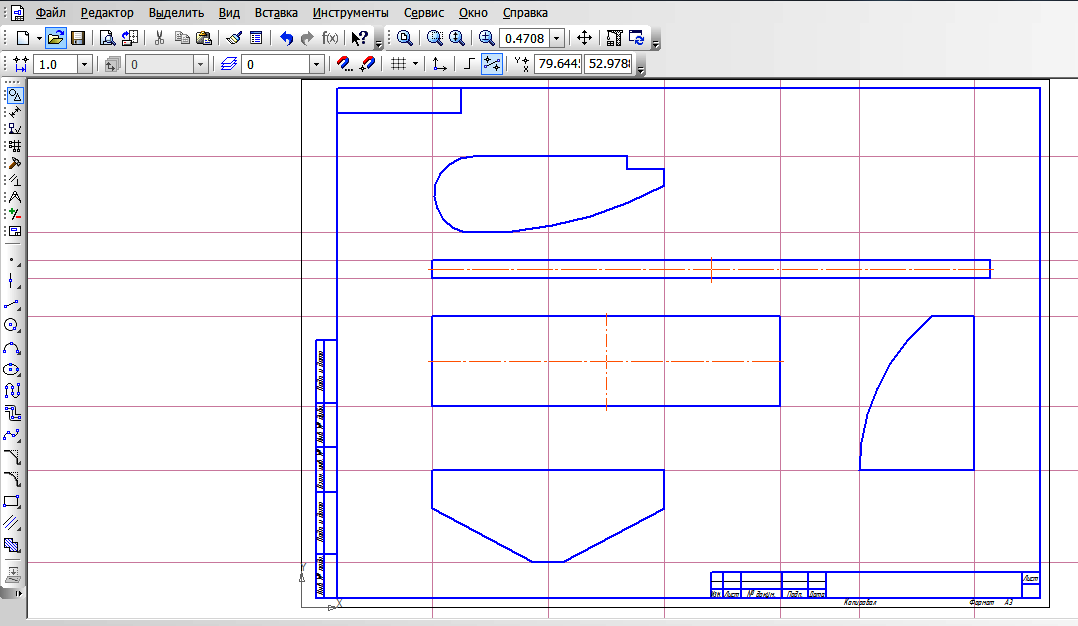 Файл Редактор Выделить Вид Вставка Инструменты Сервис Окно Справка
f(x) ? 0.4708
1.0 0 0 79.644 52.978
Изм Лист № докум. Подп. Дата
Лист
Копировал Формат А3